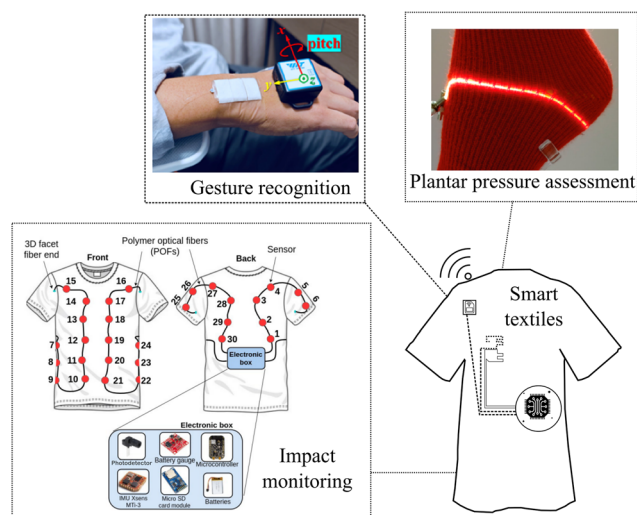 x
pitch
y
z
Gesture recognition
Plantar pressure assessment
3D facet
fiber end
Front
Polymer optical fibers
(POFs)
Back
Sensor
15
16
14
17
13
18
12
19
11
20
10
21
7
8
9
24
23
22
26
25
27
28
29
30
4
3
2
1
5
6
Electronic
box
Electronic box
Photodetector
Battery gauge
Microcontroller
IMU Xsens
MTi-3
Micro SD
card module
Batteries
Impact
monitoring
Smart
textiles